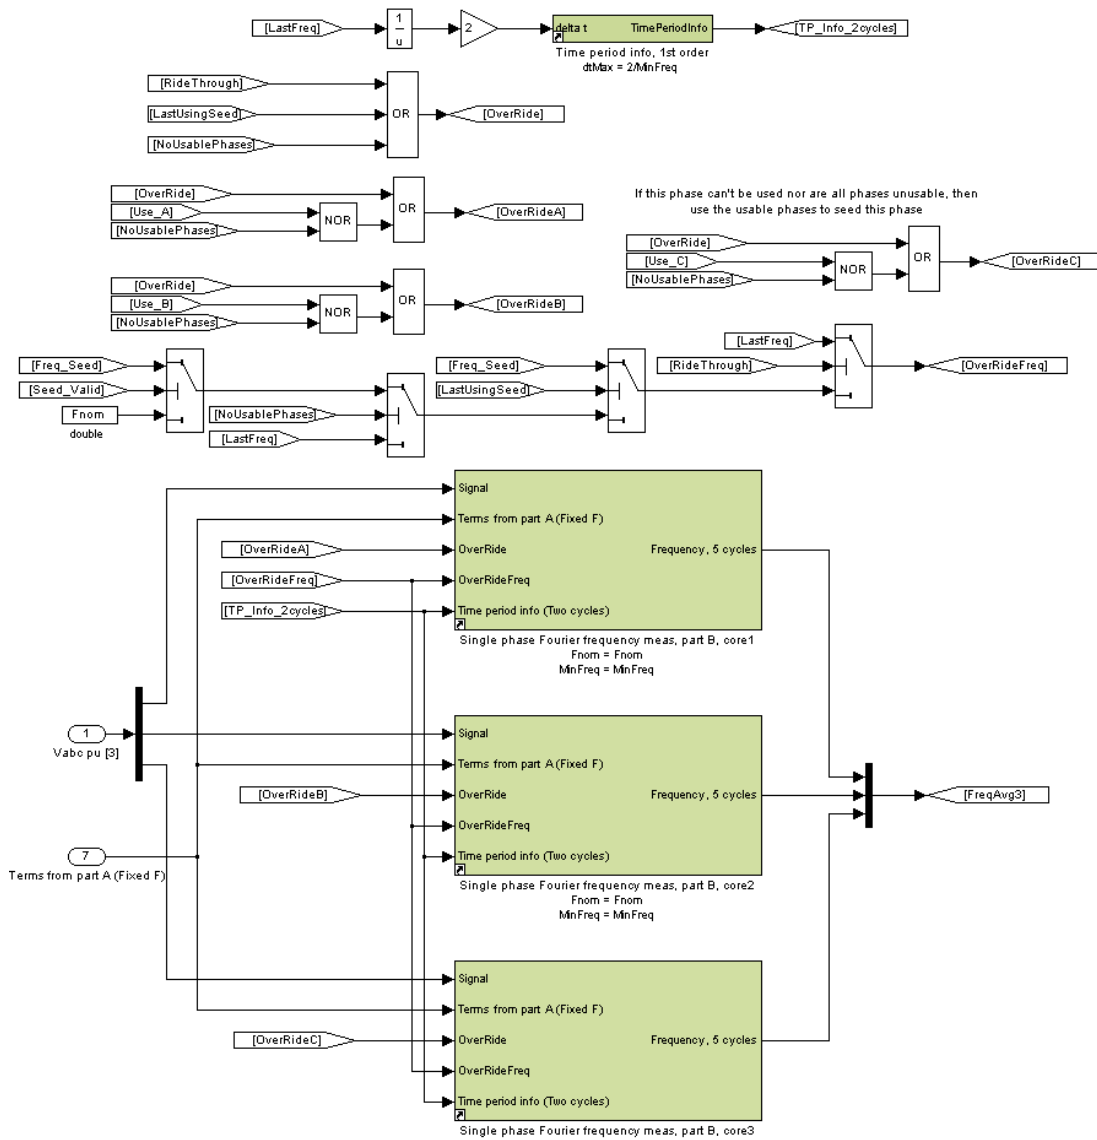 [LastFreq]
1
u
2
delta t
TimePeriodInfo
[TP_Info_2cycles]
Time period info, 1st order
dtMax = 2/MinFreq
[RideThrough]
[LastUsingSeed]
[NoUsablePhases]
OR
[OverRide]
[OverRide]
[Use_A]
[NoUsablePhases]
NOR
OR
[OverRideA]
If this phase can't be used nor are all phases unusable, then
use the usable phases to seed this phase
[OverRide]
[Use_C]
[NoUsablePhases]
NOR
OR
[OverRideC]
[OverRide]
[Use_B]
[NoUsablePhases]
NOR
OR
[OverRideB]
[Freq_Seed]
[Seed_Valid]
Fnom
double
[NoUsablePhases]
[LastFreq]
[Freq_Seed]
[LastUsingSeed]
[LastFreq]
[RideThrough]
[OverRideFreq]
Signal
Terms from part A (Fixed F)
[OverRideA]
OverRide
Frequency, 5 cycles
[OverRideFreq]
OverRideFreq
[TP_Info_2cycles]
Time period info (Two cycles)
Single phase Fourier frequency meas, part B, core1
Fnom = Fnom
MinFreq = MinFreq
1
Vabc pu [3]
Signal
Terms from part A (Fixed F)
[OverRideB]
OverRide
Frequency, 5 cycles
[FreqAvg3]
OverRideFreq
7
Time period info (Two cycles)
Terms from part A (Fixed F)
Single phase Fourier frequency meas, part B, core2
Fnom = Fnom
MinFreq = MinFreq
Signal
Terms from part A (Fixed F)
[OverRideC]
OverRide
Frequency, 5 cycles
OverRideFreq
Time period info (Two cycles)
Single phase Fourier frequency meas, part B, core3